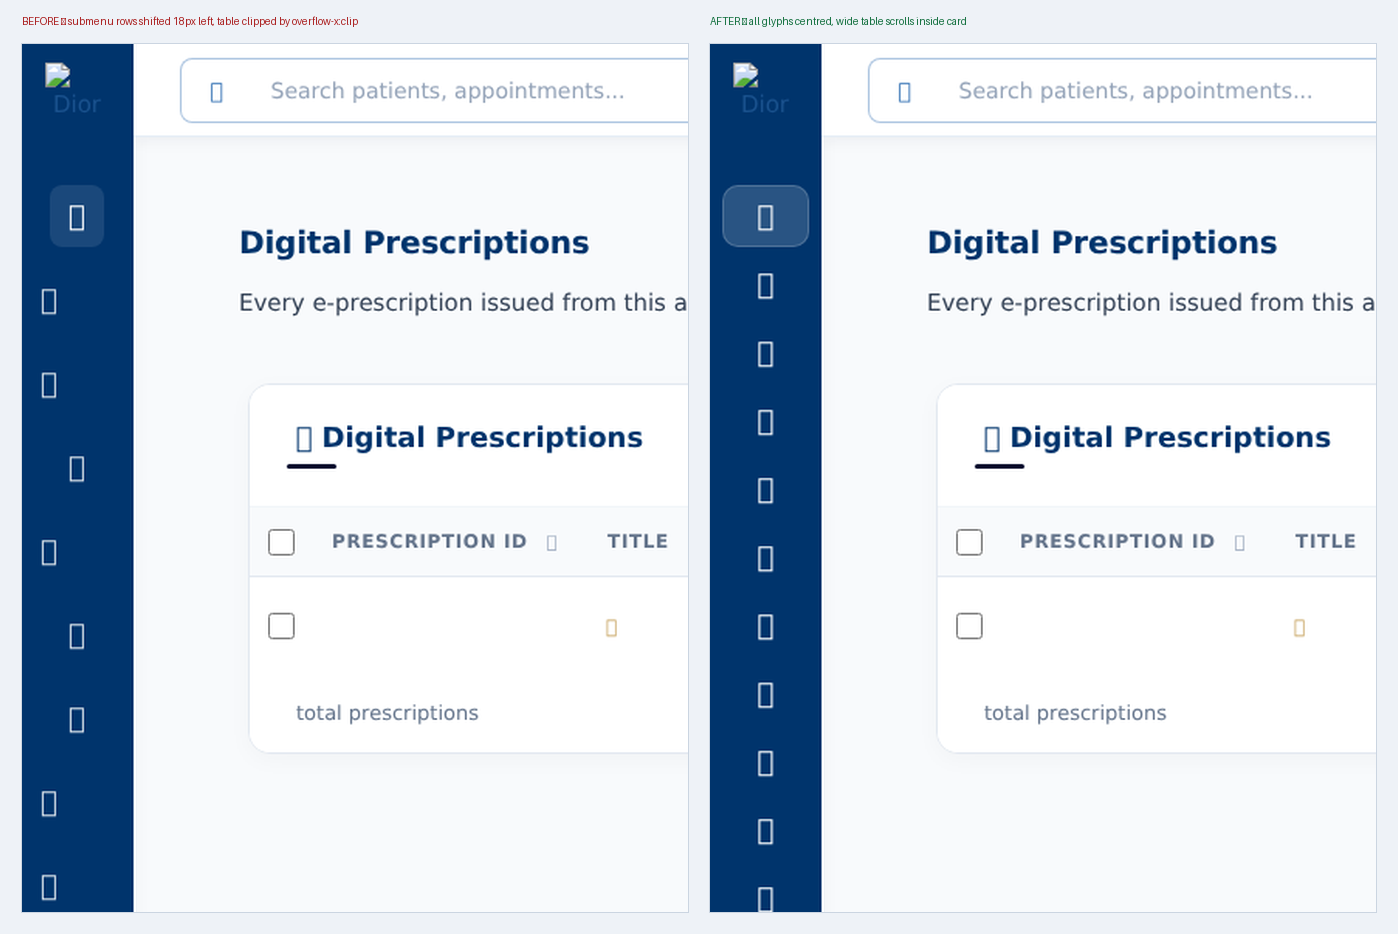 BEFORE▯submenu rows shifted 18px left, table clipped by overflow-x:clip
Dior
Search patients, appointments...
Digital Prescriptions
Every e-prescription issued from this a
Digital Prescriptions
PRESCRIPTION ID TITLE
total prescriptions
AFTER▯all glyphs centred, wide table scrolls inside card
Dior
Search patients, appointments...
Digital Prescriptions
Every e-prescription issued from this a
Digital Prescriptions
PRESCRIPTION ID TITLE
total prescriptions